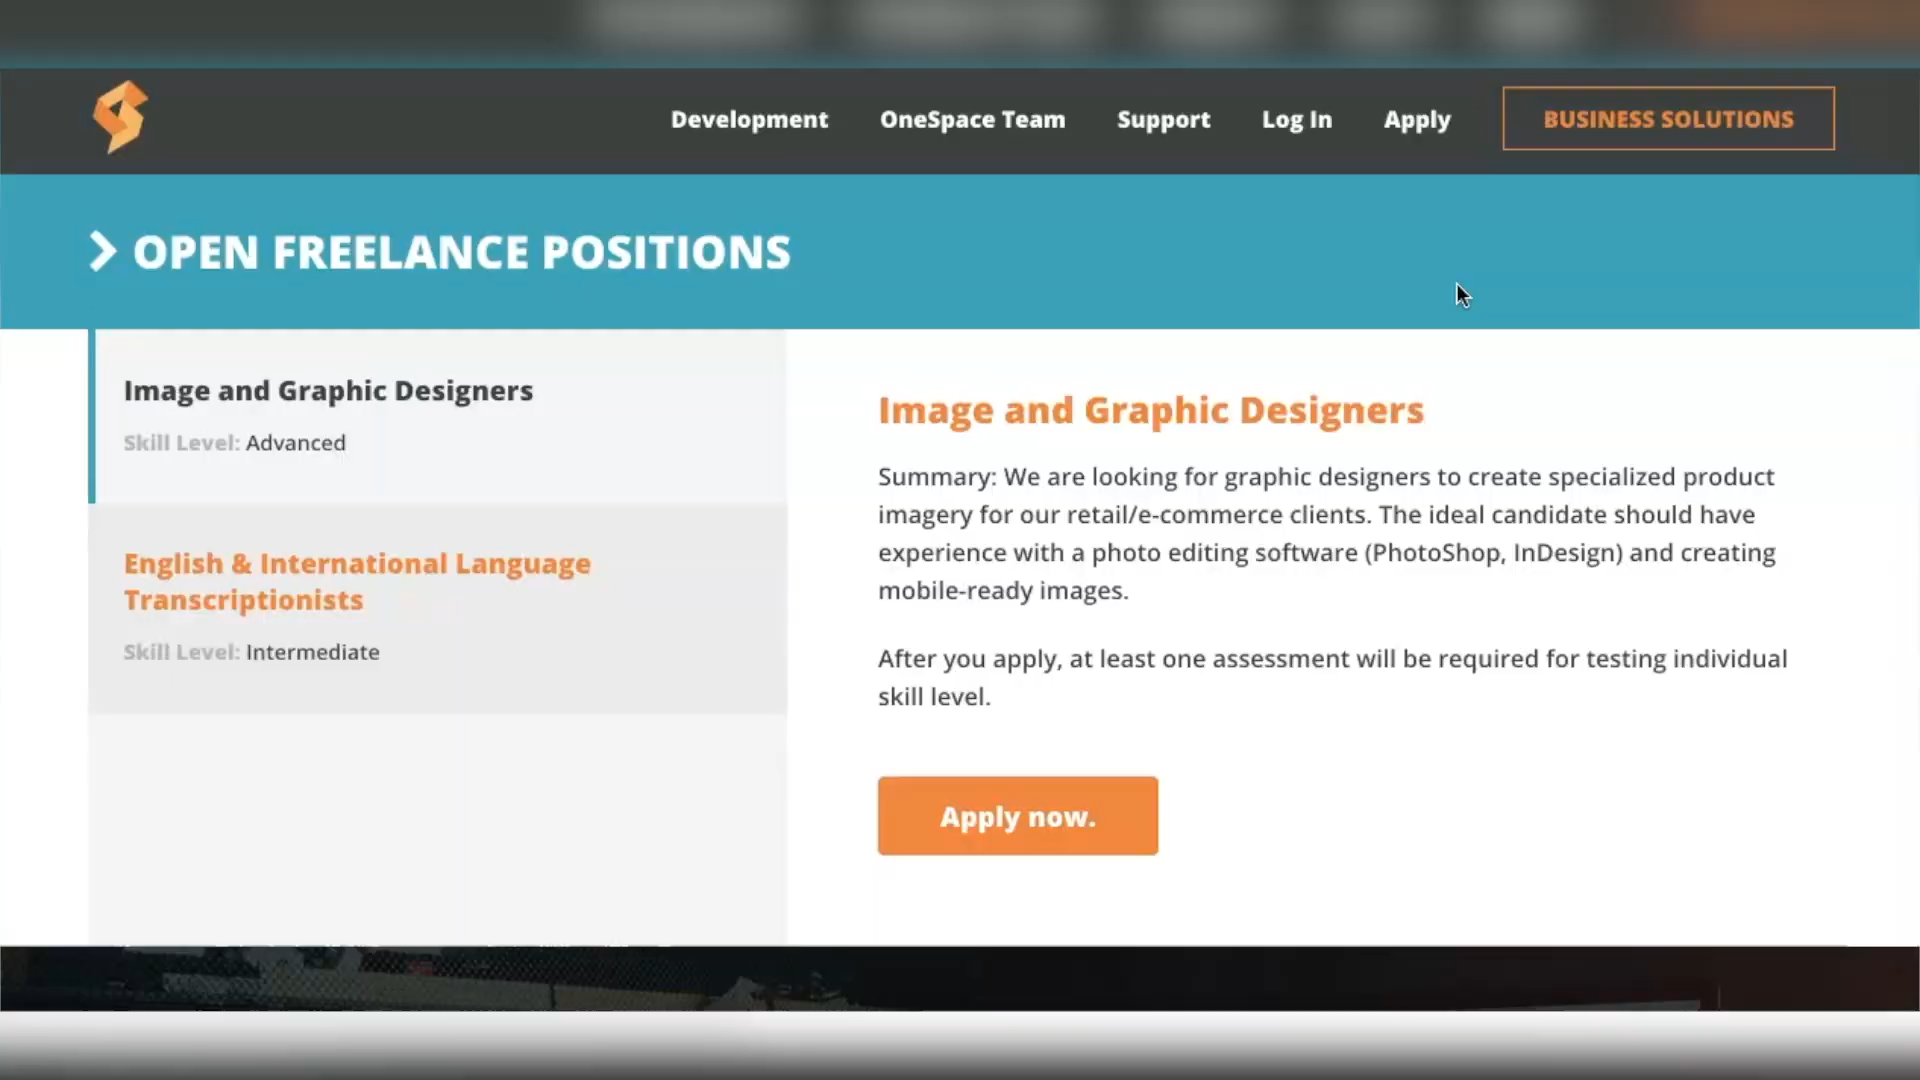 Development OneSpace Team Support Log In Apply BUSINESS SOLUTIONS
OPEN FREELANCE POSITIONS
Image and Graphic Designers
Skill Level: Advanced
English & International Language
Transcriptionists
Skill Level: Intermediate
Image and Graphic Designers
Summary: We are looking for graphic designers to create specialized product
imagery for our retail/e-commerce clients. The ideal candidate should have
experience with a photo editing software (PhotoShop, InDesign) and creating
mobile-ready images.
After you apply, at least one assessment will be required for testing individual
skill level.
Apply now.